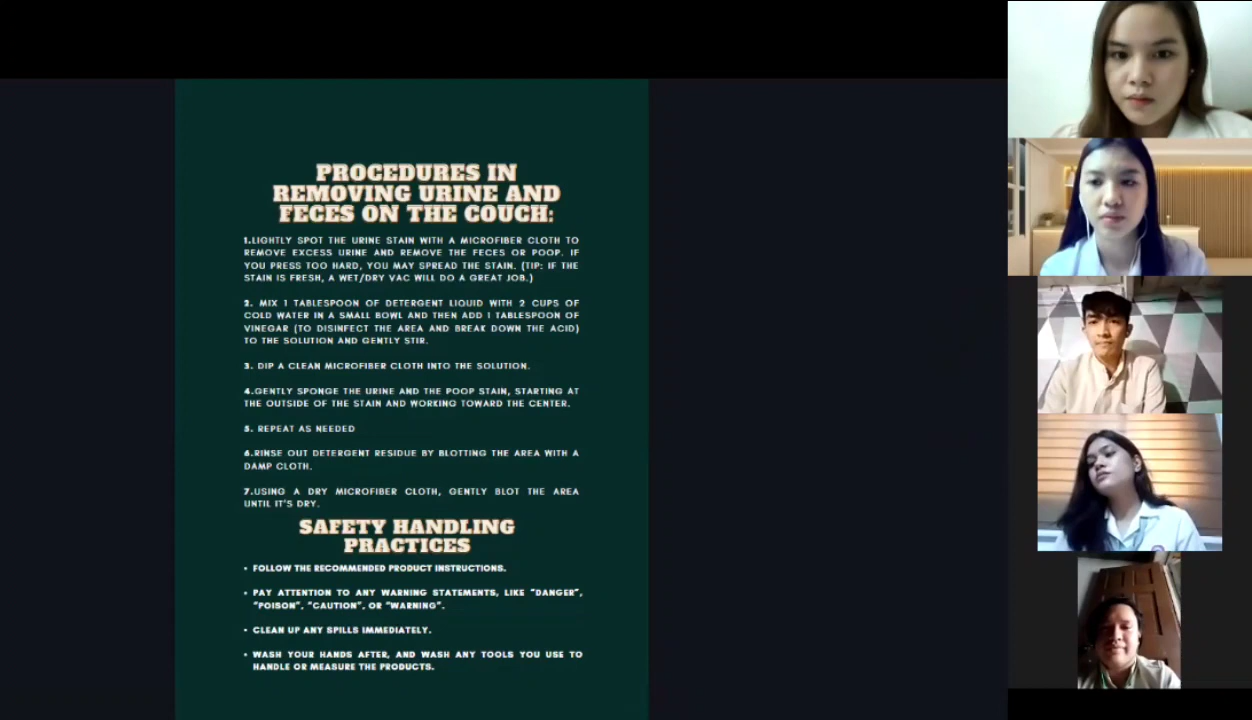 PROCEDURES IN
REMOVING URINE AND
FECES ON THE COUCH:
1.LIGHTLY SPOT THE URINE STAIN WITH A MICROFIBER CLOTH TO
REMOVE EXCESS URINE AND REMOVE THE FECES OR POOP. IF
YOU PRESS TOO HARD, YOU MAY SPREAD THE STAIN. (TIP: IF THE
STAIN IS FRESH, A WET/DRY VAC WILL DO A GREAT JOB.)
2. MIX 1 TABLESPOON OF DETERGENT LIQUID WITH 2 CUPS OF
COLD WATER IN A SMALL BOWL AND THEN ADD 1 TABLESPOON OF
VINEGAR (TO DISINFECT THE AREA AND BREAK DOWN THE ACID)
TO THE SOLUTION AND GENTLY STIR.
3. DIP A CLEAN MICROFIBER CLOTH INTO THE SOLUTION.
4.GENTLY SPONGE THE URINE AND THE POOP STAIN, STARTING AT
THE OUTSIDE OF THE STAIN AND WORKING TOWARD THE CENTER.
5. REPEAT AS NEEDED
6.RINSE OUT DETERGENT RESIDUE BY BLOTTING THE AREA WITH A
DAMP CLOTH.
7.USING A DRY MICROFIBER CLOTH, GENTLY BLOT THE AREA
UNTIL IT'S DRY.
SAFETY HANDLING
PRACTICES
• FOLLOW THE RECOMMENDED PRODUCT INSTRUCTIONS.
• PAY ATTENTION TO ANY WARNING STATEMENTS, LIKE "DANGER",
"POISON", "CAUTION", OR "WARNING".
• CLEAN UP ANY SPILLS IMMEDIATELY.
• WASH YOUR HANDS AFTER, AND WASH ANY TOOLS YOU USE TO
HANDLE OR MEASURE THE PRODUCTS.